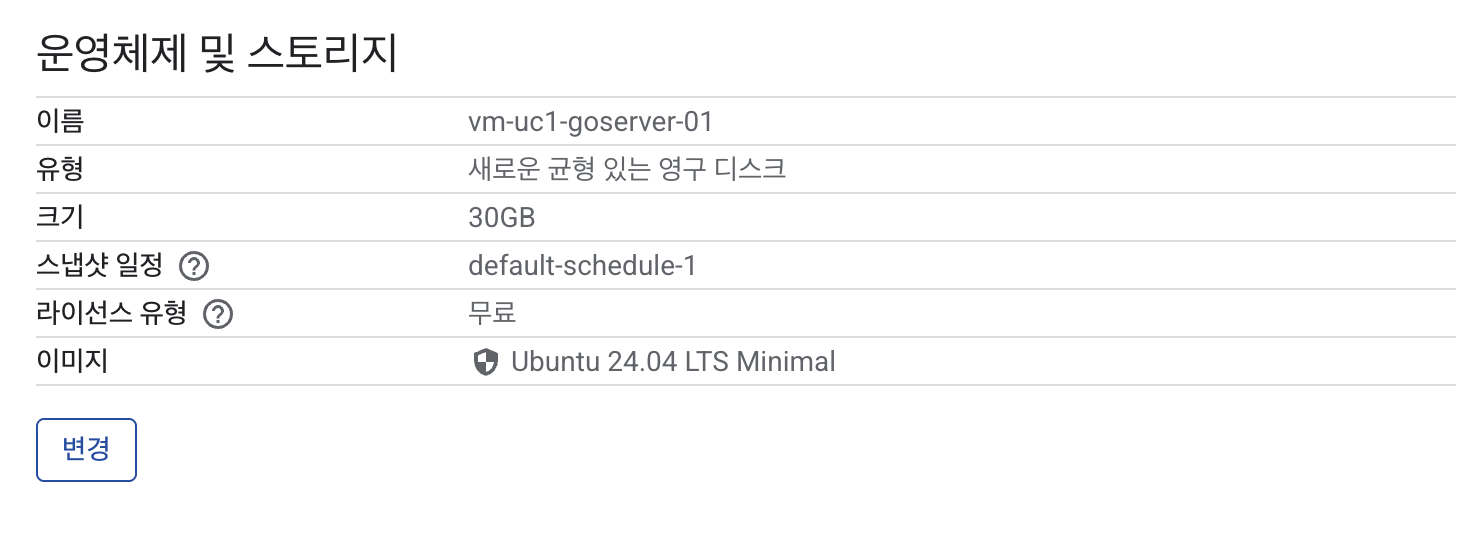 운영체제 및 스토리지
이름 vm-uc1-goserver-01
유형 새로운 균형 있는 영구 디스크
크기 30GB
스냅샷 일정 default-schedule-1
라이선스 유형 무료
이미지 Ubuntu 24.04 LTS Minimal
변경